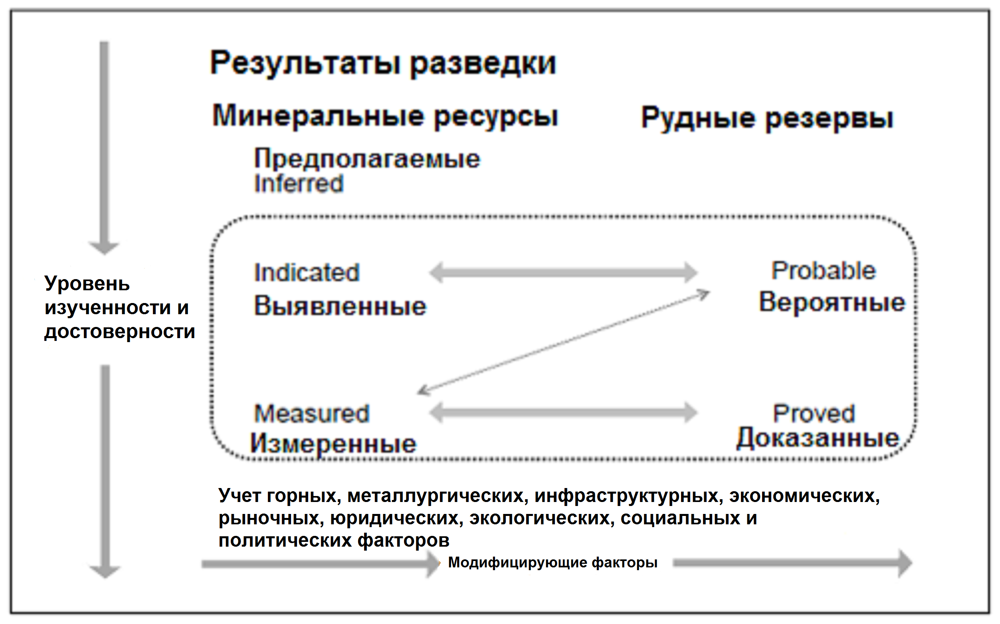 Результаты разведки
Минеральные ресурсы
Рудные резервы
Предполагаемые
Inferred
Уровень
изученности и
достоверности
Indicated
Выявленные
Probable
Вероятные
Measured
Измеренные
Proved
Доказанные
Учет горных, металлургических, инфраструктурных, экономических,
рыночных, юридических, экологических, социальных и
политических факторов
Модифицирующие факторы